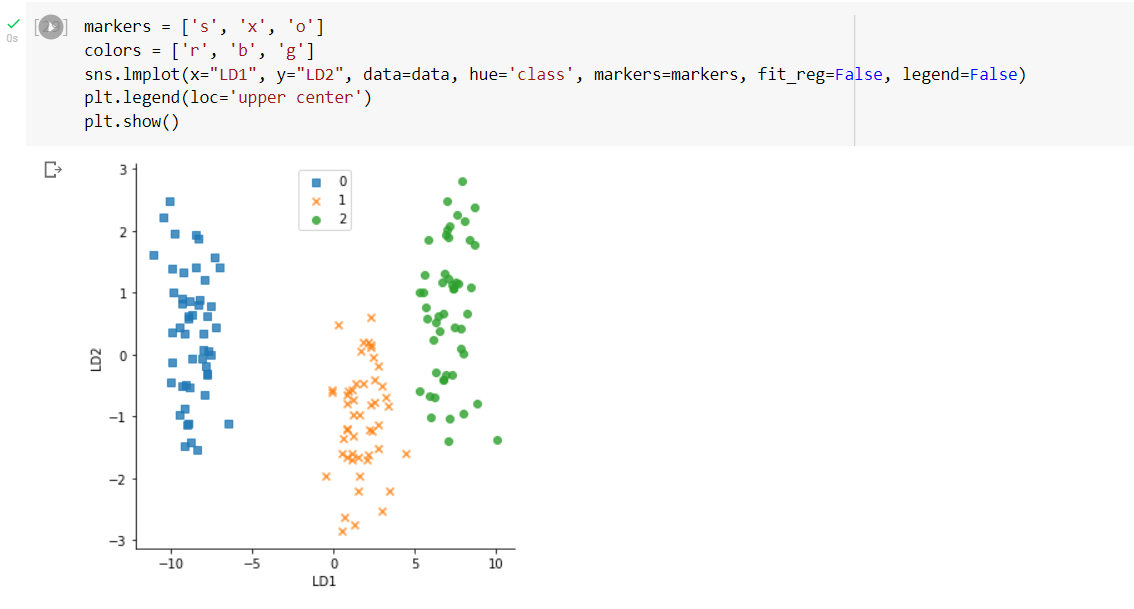 markers = ['s', 'x', 'o']
0s
colors = ['r', 'b', 'g']
sns.lmplot(x="LD1", y="LD2", data=data, hue='class', markers=markers, fit_reg=False, legend=False)
plt.legend(loc='upper center')
plt.show()
3
2
1
0
−1
−2
−3
LD2
0
1
2
−10
−5
0
5
10
LD1